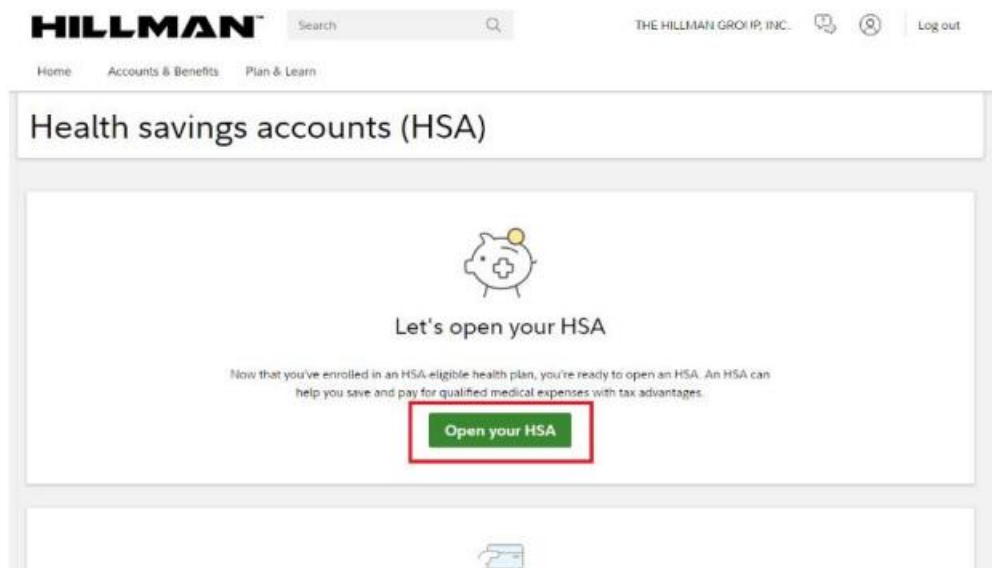 HILLMAN™ Search THE HILLMAN GROUP, INC. Log out
Home Accounts & Benefits Plan & Learn
Health savings accounts (HSA)
Let's open your HSA
Now that you've enrolled in an HSA-eligible health plan, you're ready to open an HSA. An HSA can
help you save and pay for qualified medical expenses with tax advantages.
Open your HSA